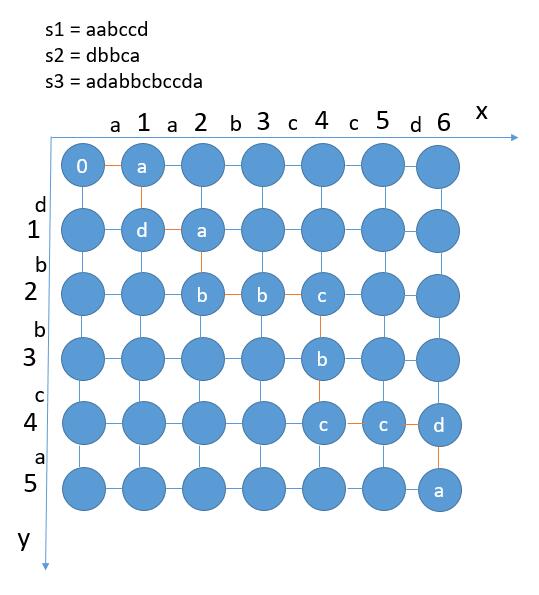 s1 = aabccd
s2 = dbbca
s3 = adabbcbccda
a 1 a 2 b 3 c 4 c 5 d 6 x
0 a
d
1 d a
b
2 b b c
b
3 b
c
4 c c d
a
5 a
y